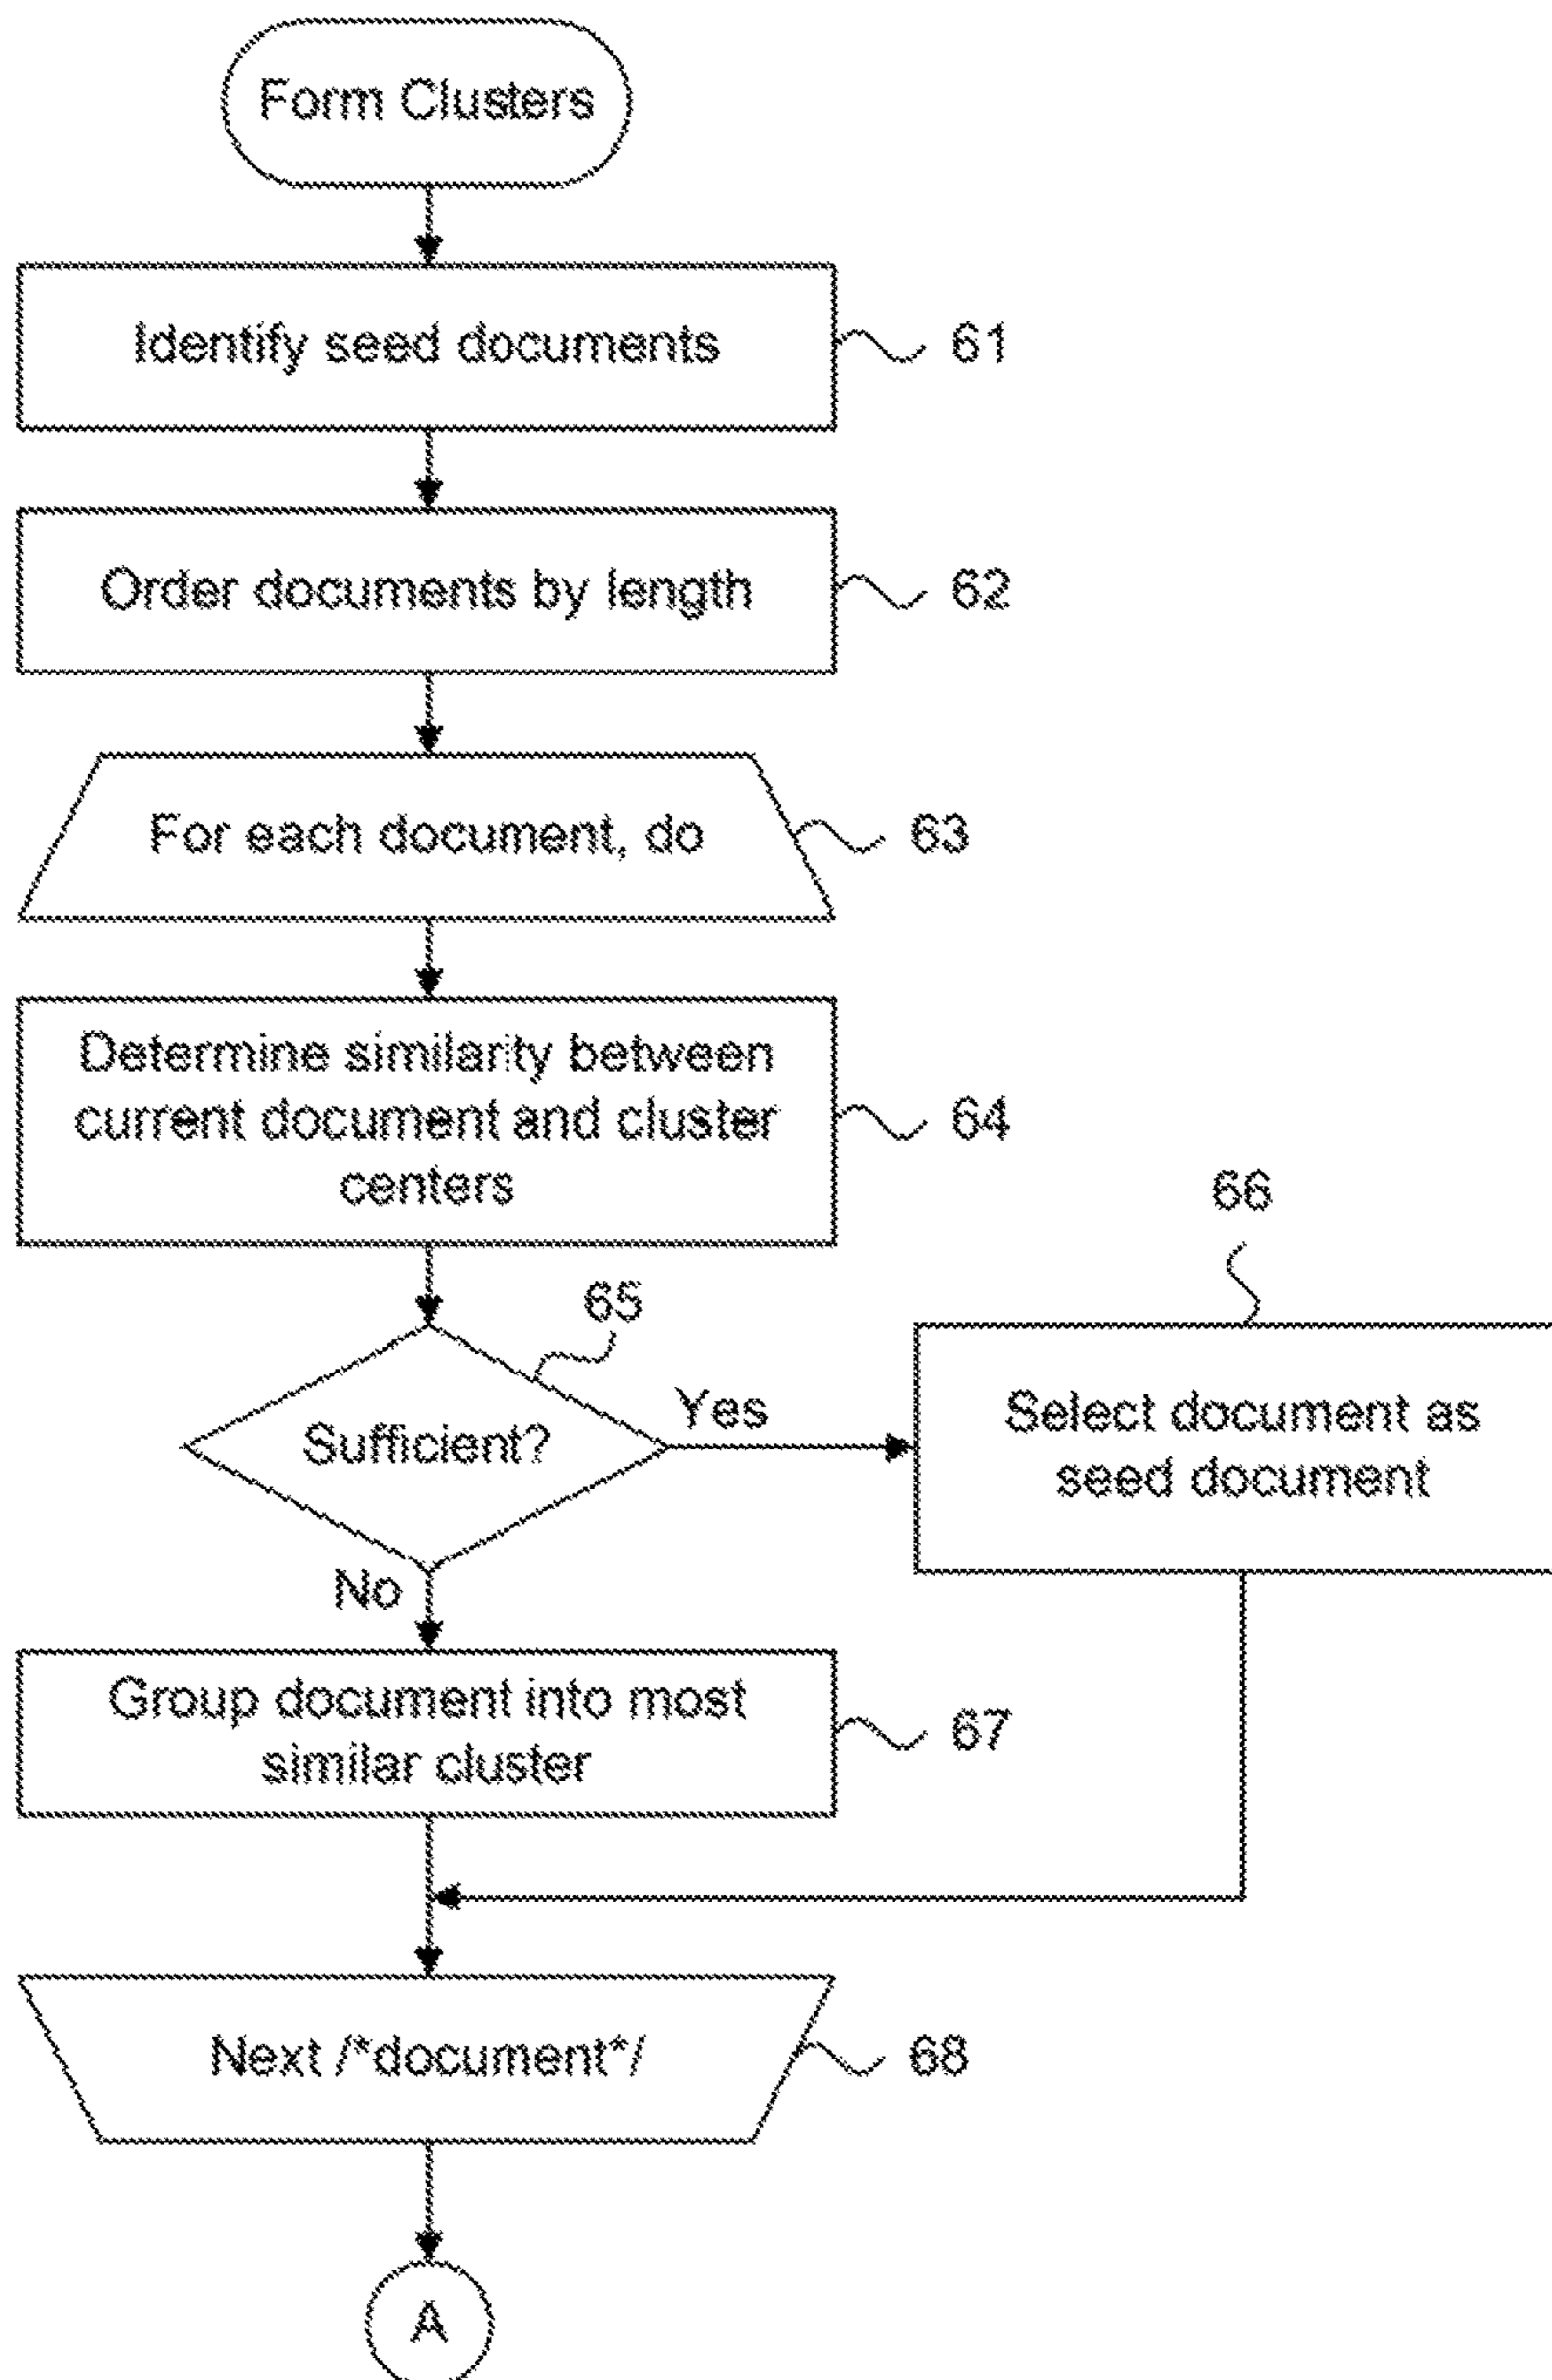 Form Clusters
Identify seed documents
61
Order documents by length
62
For each document, do
63
Determine similarity between
current document and cluster
centers
64
65
Sufficient?
Yes
No
66
Select document as
seed document
Group document into most
similar cluster
67
Next /*document*/
68
A